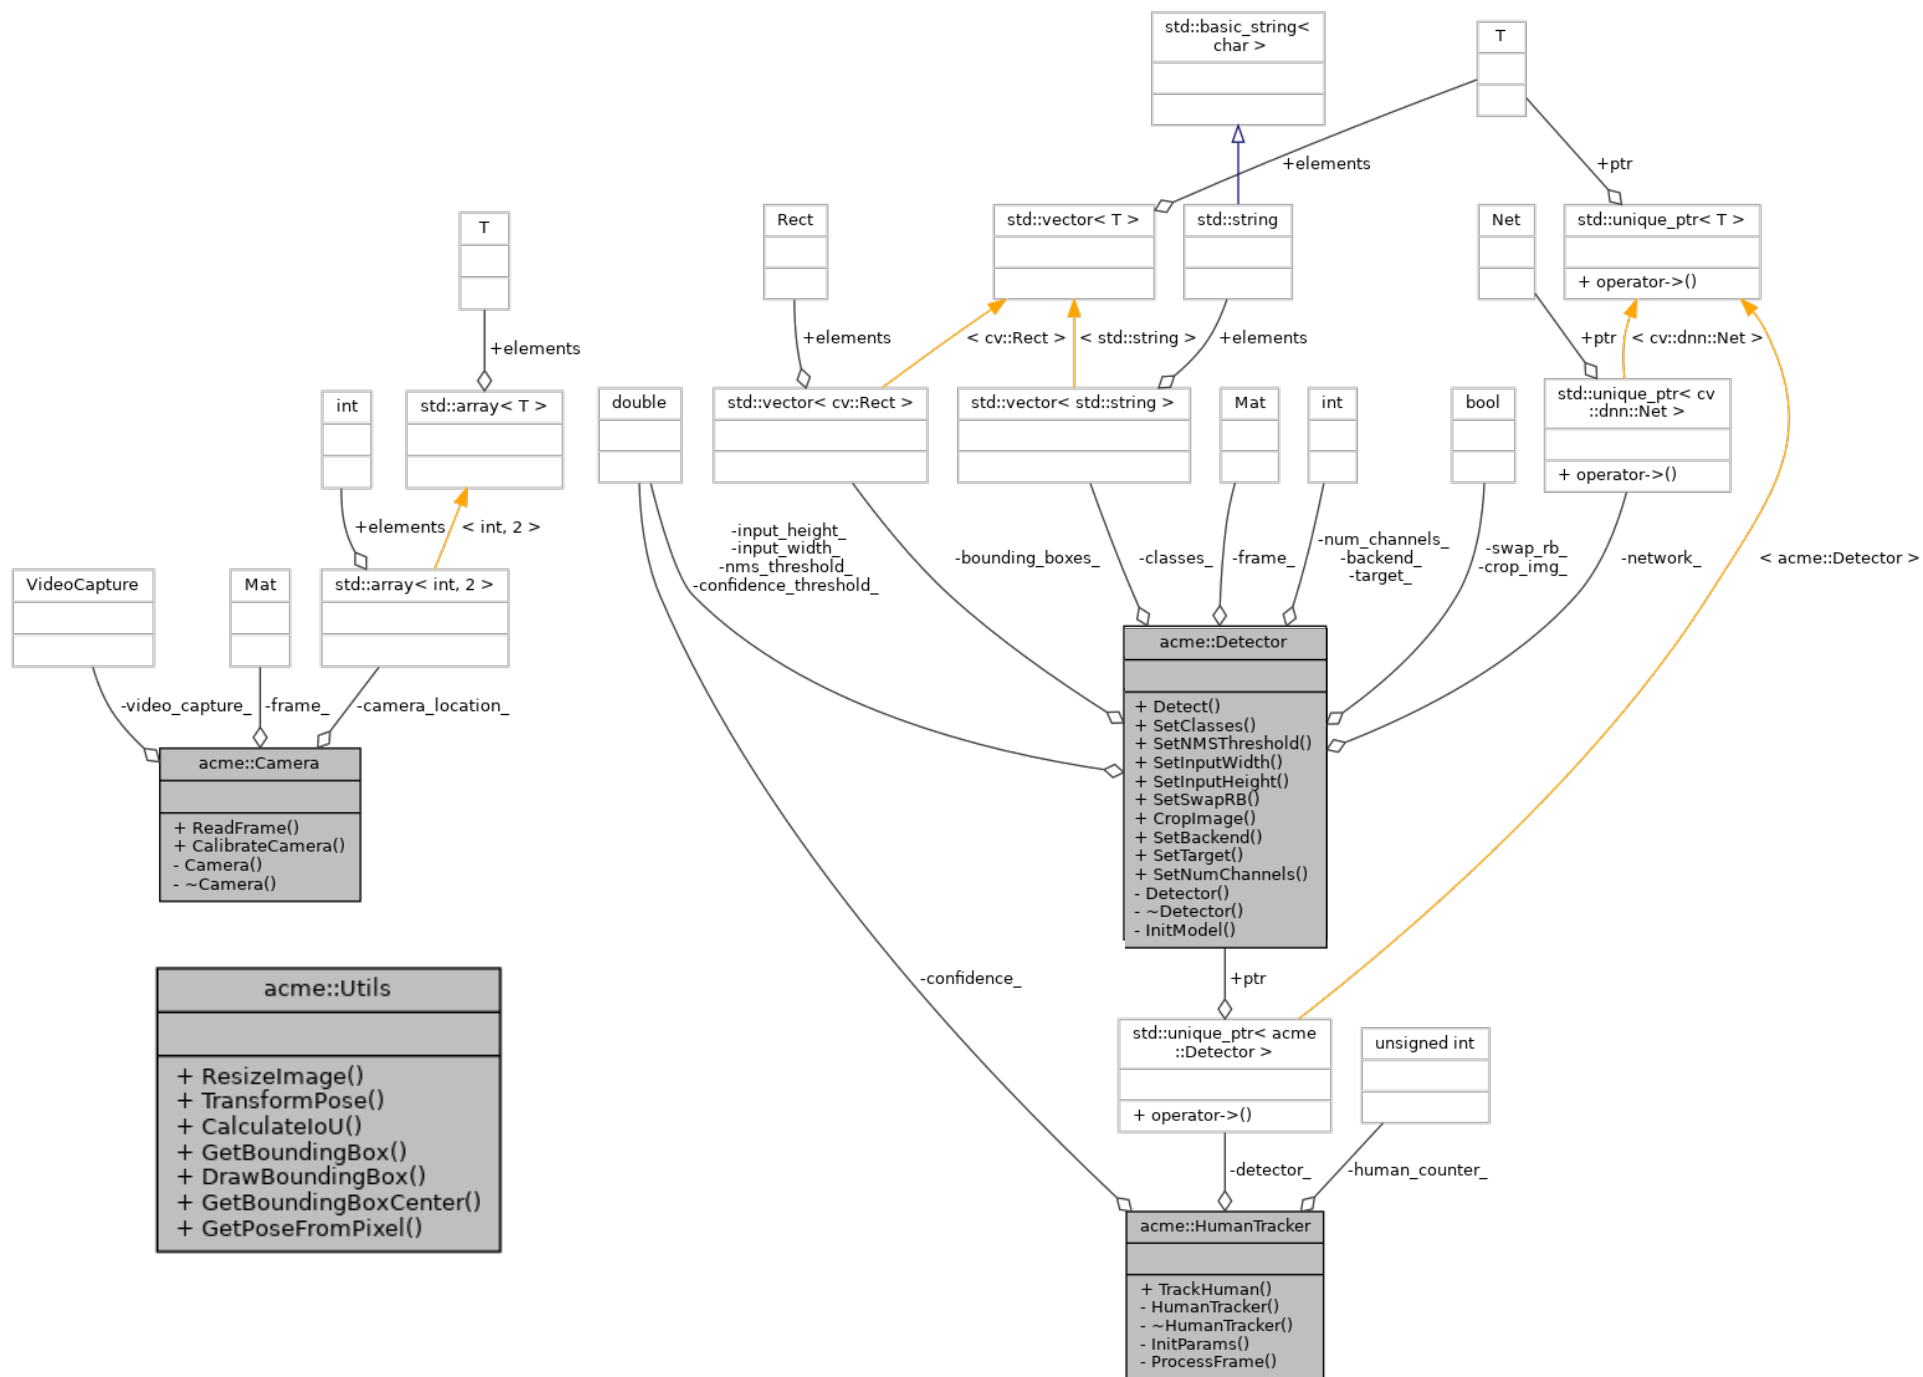 std::basic_string<
char >
T
+elements
+ptr
T
Rect
std::vector< T >
std::string
Net
std::unique_ptr< T >
+ operator->()
+elements
+elements
< cv::Rect >
< std::string >
+elements
+ptr
< cv::dnn::Net >
int
std::array< T >
double
std::vector< cv::Rect >
std::vector< std::string >
Mat
int
bool
std::unique_ptr< cv
::dnn::Net >
+ operator->()
+elements
< int, 2 >
-input_height_
-input_width_
-nms_threshold_
-confidence_threshold_
-bounding_boxes_
-classes_
-frame_
-num_channels_
-backend_
-target_
-swap_rb_
-crop_img_
-network_
< acme::Detector >
VideoCapture
Mat
std::array< int, 2 >
-video_capture_
-frame_
-camera_location_
acme::Camera
+ ReadFrame()
+ CalibrateCamera()
- Camera()
- ~Camera()
acme::Detector
+ Detect()
+ SetClasses()
+ SetNMSThreshold()
+ SetInputWidth()
+ SetInputHeight()
+ SetSwapRB()
+ CropImage()
+ SetBackend()
+ SetTarget()
+ SetNumChannels()
- Detector()
- ~Detector()
- InitModel()
acme::Utils
+ ResizeImage()
+ TransformPose()
+ CalculateIoU()
+ GetBoundingBox()
+ DrawBoundingBox()
+ GetBoundingBoxCenter()
+ GetPoseFromPixel()
-confidence_
+ptr
std::unique_ptr< acme
::Detector >
+ operator->()
unsigned int
-detector_
-human_counter_
acme::HumanTracker
+ TrackHuman()
- HumanTracker()
- ~HumanTracker()
- InitParams()
- ProcessFrame()